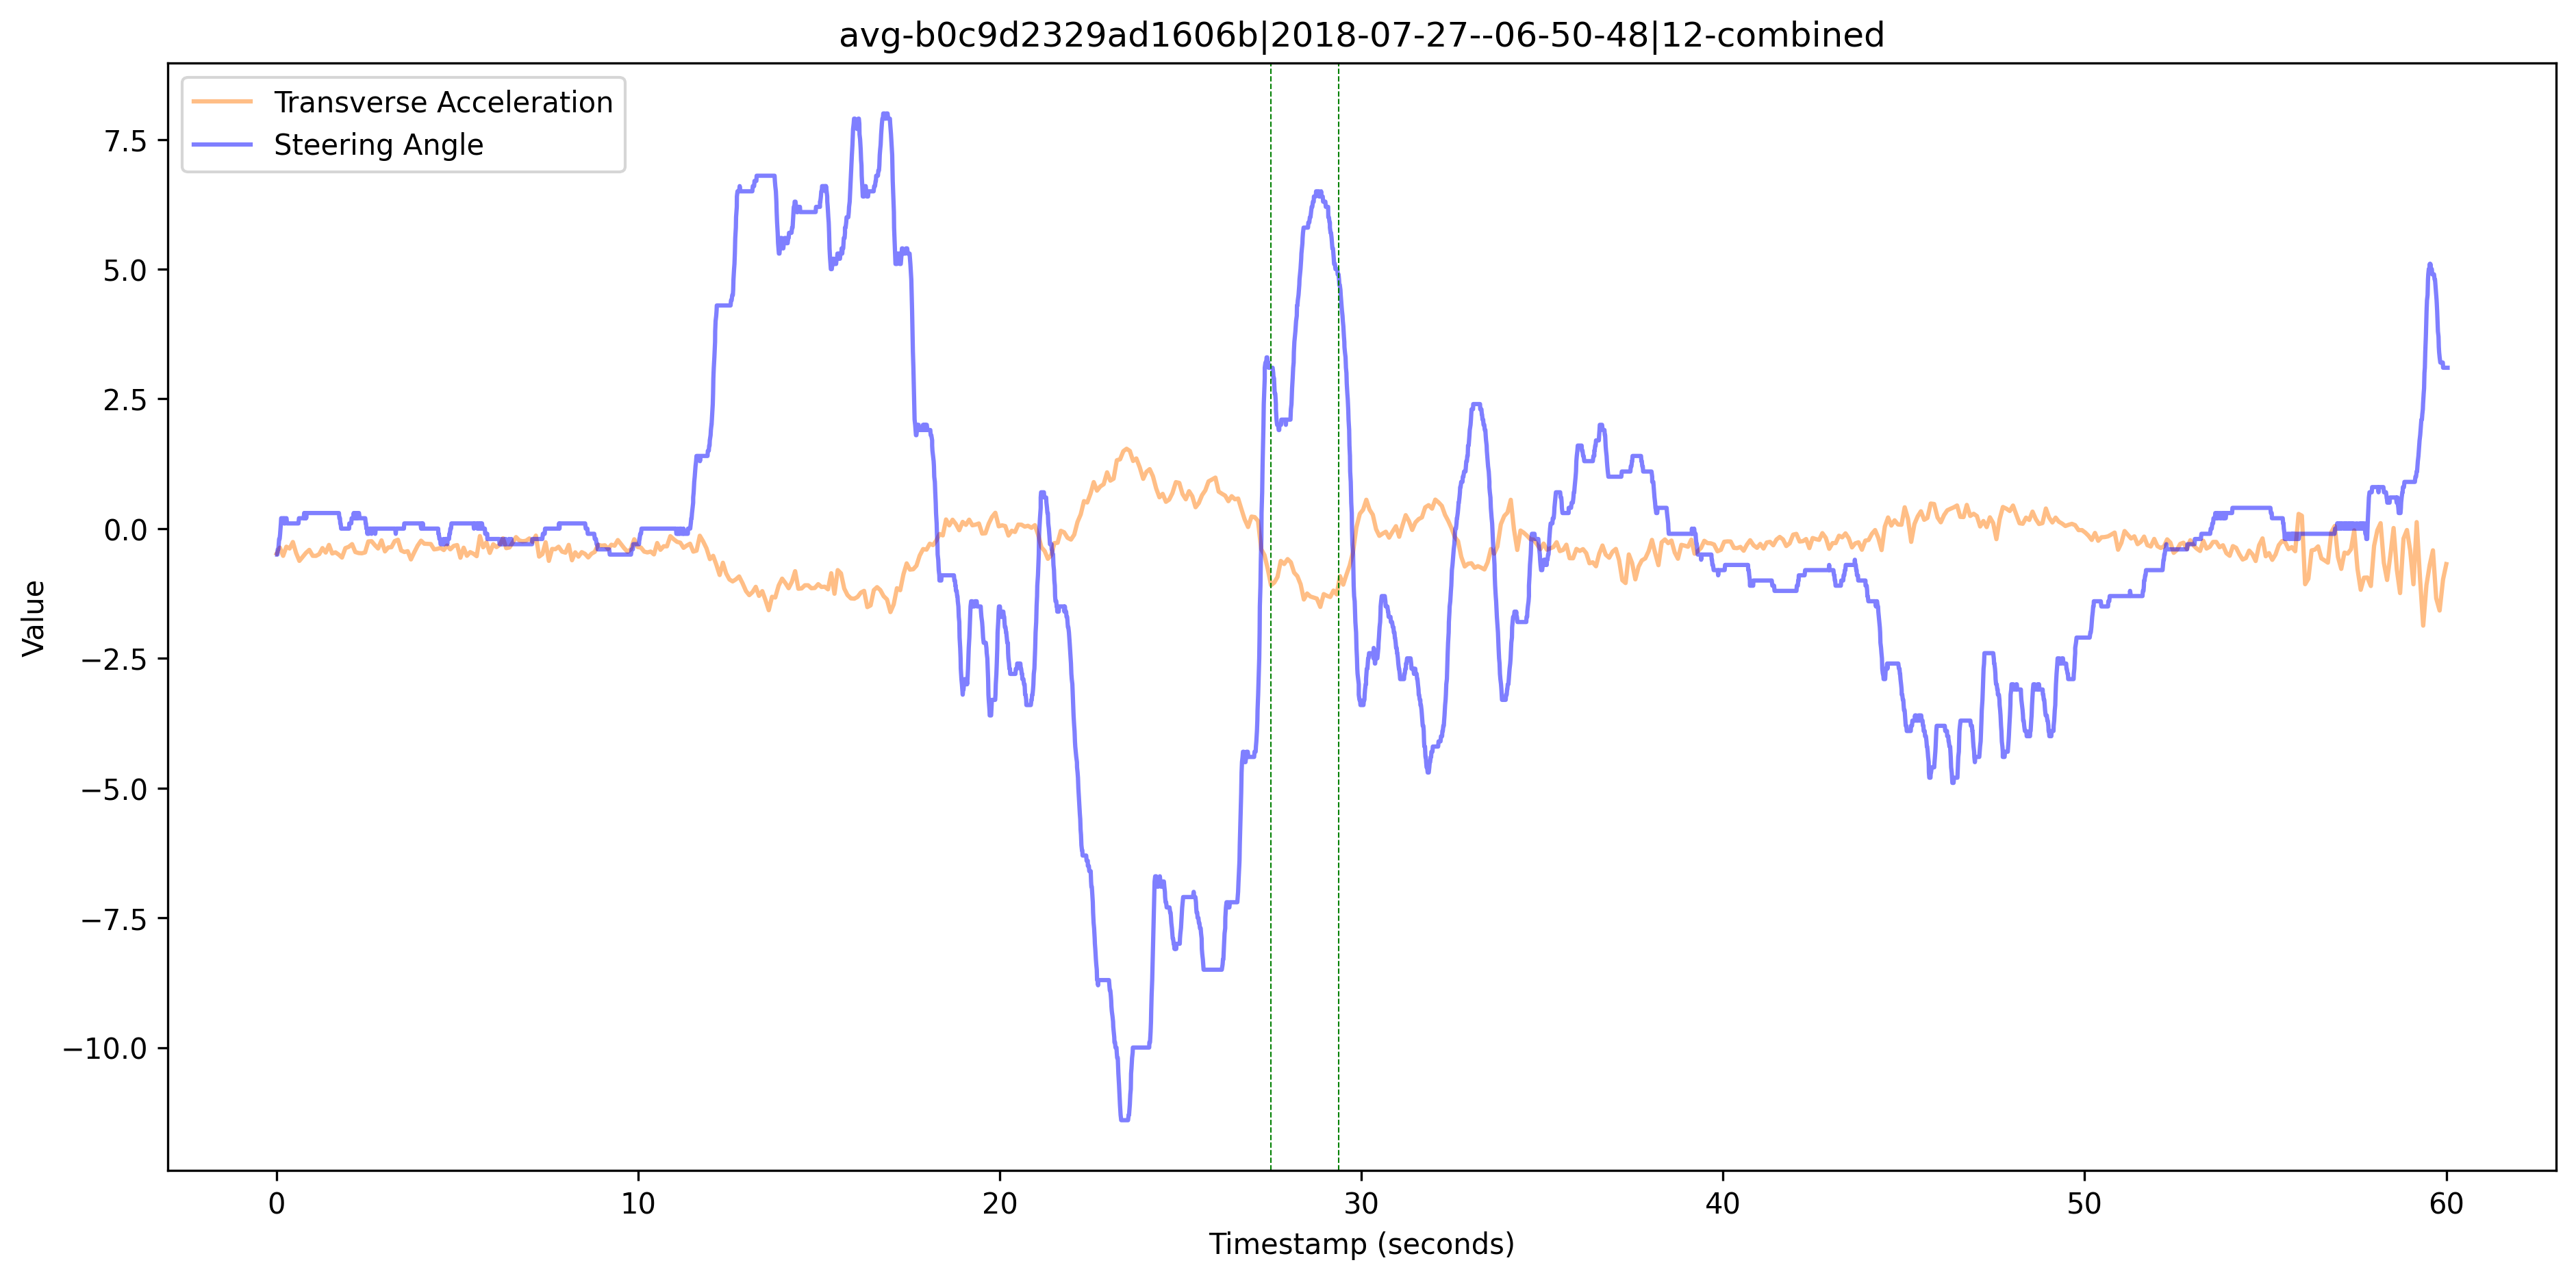 avg-b0c9d2329ad1606b|2018-07-27--06-50-48|12-combined
Transverse Acceleration
Steering Angle
7.5
5.0
2.5
0.0
−2.5
−5.0
−7.5
−10.0
Value
0 10 20 30 40 50 60
Timestamp (seconds)